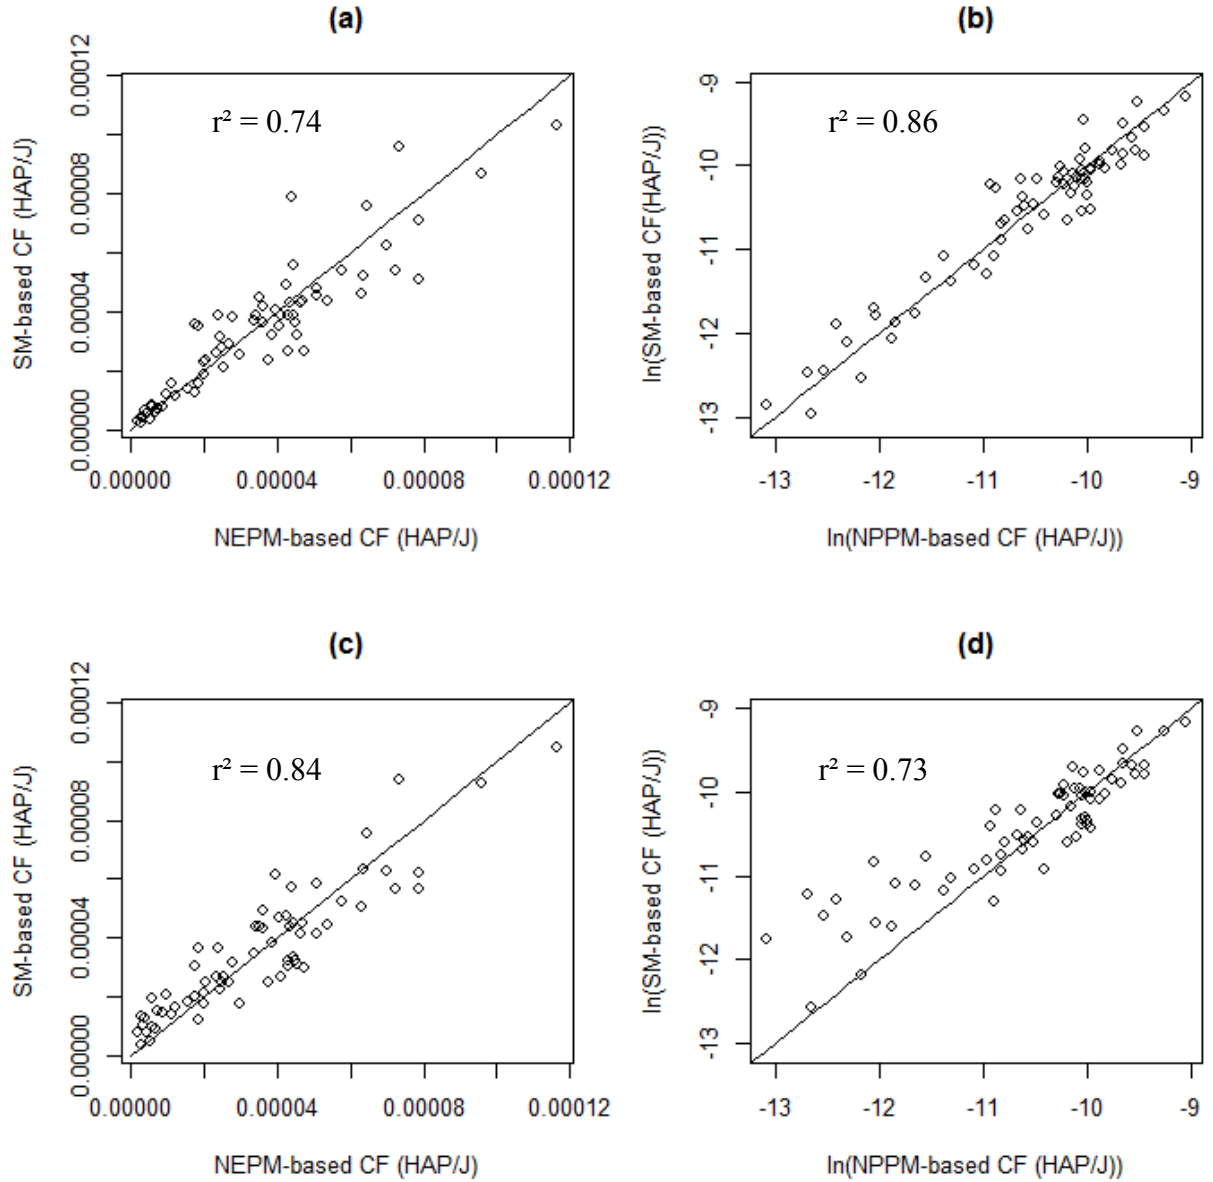 (a)
r² = 0.74
SM-based CF (HAP/J)
0.00012
0.00008
0.00004
0.00000
0.00000 0.00004 0.00008 0.00012
NEPM-based CF (HAP/J)
(b)
r² = 0.86
ln(SM-based CF(HAP/J))
-9
-10
-11
-12
-13
-13 -12 -11 -10 -9
ln(NPPM-based CF (HAP/J))
(c)
r² = 0.84
SM-based CF (HAP/J)
0.00012
0.00008
0.00004
0.00000
0.00000 0.00004 0.00008 0.00012
NEPM-based CF (HAP/J)
(d)
r² = 0.73
ln(SM-based CF (HAP/J))
-9
-10
-11
-12
-13
-13 -12 -11 -10 -9
ln(NPPM-based CF (HAP/J))